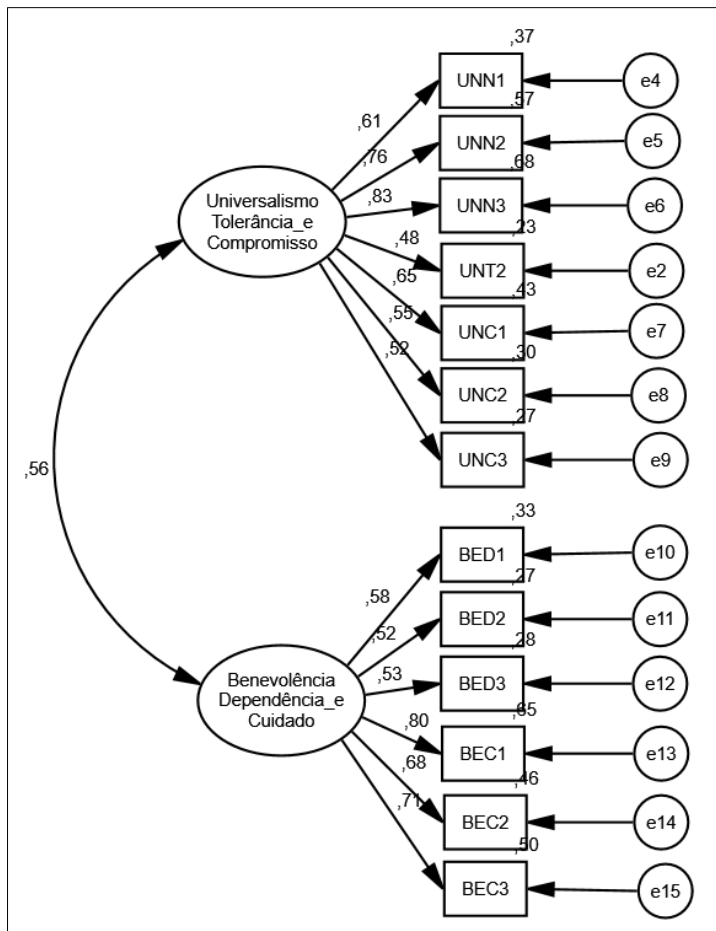 ,37
UNN1
e4
,57
,61
UNN2
e5
,76
,68
UNN3
e6
,83
,23
Universalismo
Tolerância_e
Compromisso
,48
UNT2
e2
,43
,65
UNC1
e7
,30
,55
UNC2
e8
,27
,52
UNC3
e9
,56
,33
BED1
e10
,27
,58
BED2
e11
,28
,52
BED3
e12
,65
,53
Benevolência
Dependência_e
Cuidado
,80
BEC1
e13
,46
,68
BEC2
e14
,50
,71
BEC3
e15